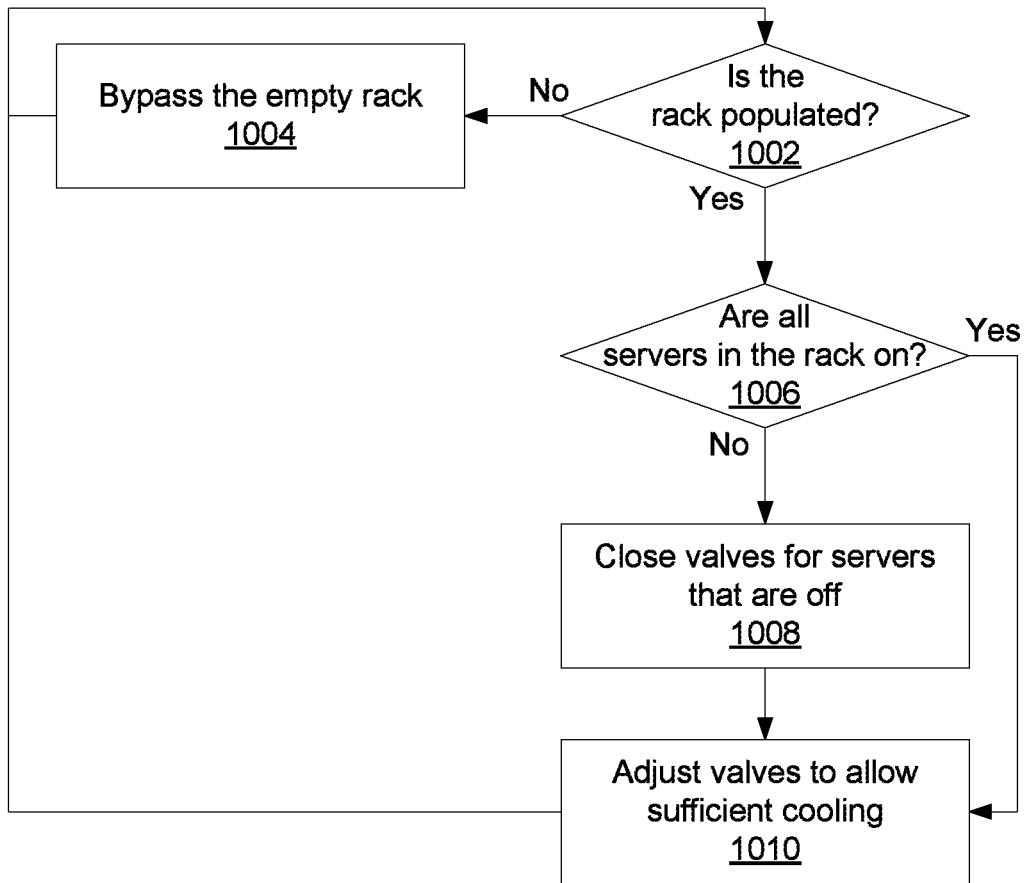 Is the
rack populated?
1002
No
Bypass the empty rack
1004
Yes
Are all
servers in the rack on?
1006
Yes
No
Close valves for servers
that are off
1008
Adjust valves to allow
sufficient cooling
1010